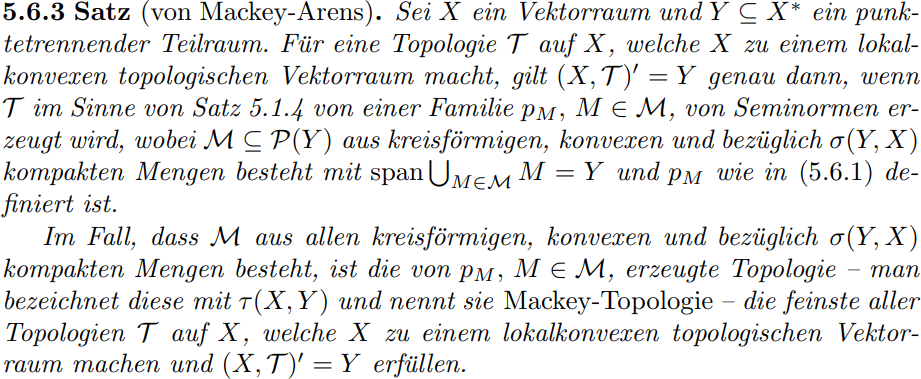 5.6.3 Satz (von Mackey-Arens). Sei X ein Vektorraum und Y ⊆ X* ein punk-
tetrennender Teilraum. Für eine Topologie 𝒯 auf X, welche X zu einem lokal-
konvexen topologischen Vektorraum macht, gilt (X, 𝒯)′ = Y genau dann, wenn
𝒯 im Sinne von Satz 5.1.4 von einer Familie p_M, M ∈ ℳ, von Seminormen er-
zeugt wird, wobei ℳ ⊆ 𝒫(Y) aus kreisförmigen, konvexen und bezüglich σ(Y, X)
kompakten Mengen besteht mit span ⋃_{M∈ℳ} M = Y und p_M wie in (5.6.1) de-
finiert ist.
Im Fall, dass ℳ aus allen kreisförmigen, konvexen und bezüglich σ(Y, X)
kompakten Mengen besteht, ist die von p_M, M ∈ ℳ, erzeugte Topologie – man
bezeichnet diese mit τ(X, Y) und nennt sie Mackey-Topologie – die feinste aller
Topologien 𝒯 auf X, welche X zu einem lokalkonvexen topologischen Vektor-
raum machen und (X, 𝒯)′ = Y erfüllen.